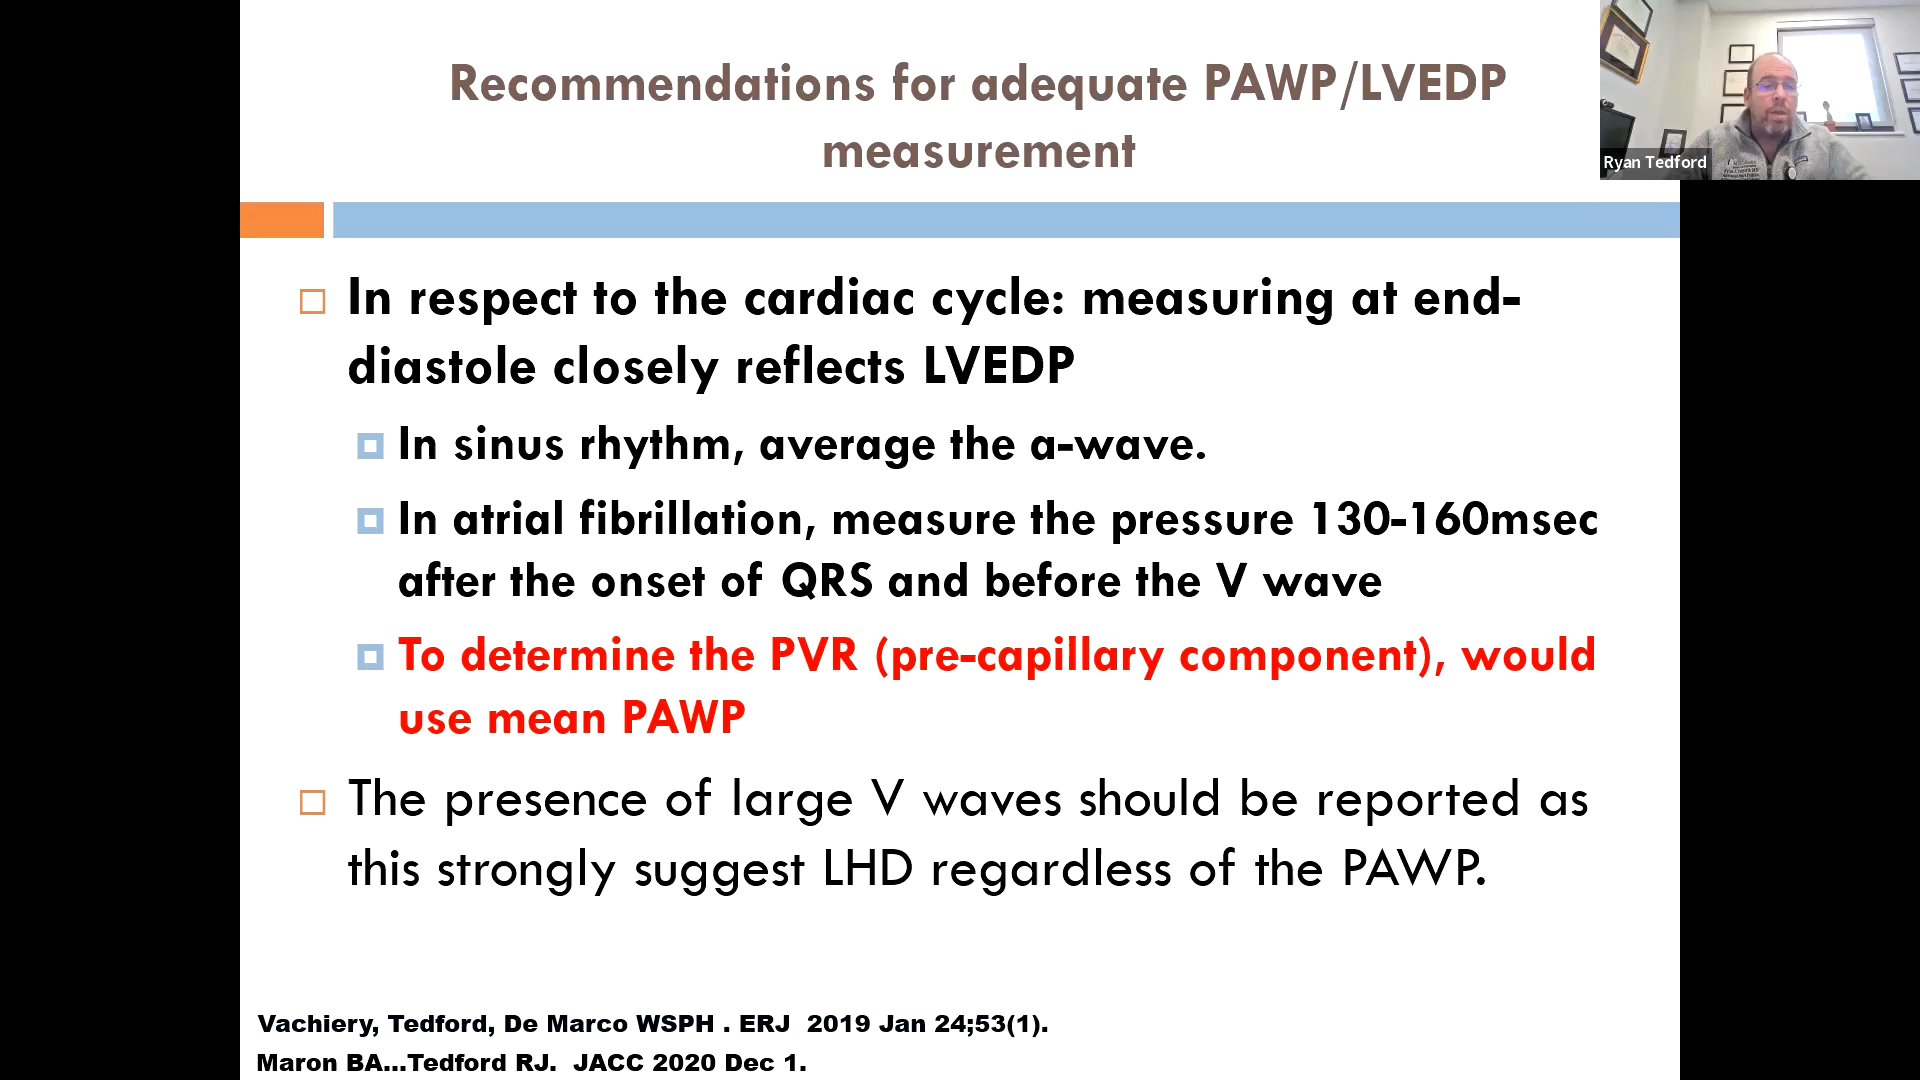 Recommendations for adequate PAWP/LVEDP
measurement
Ryan Tedford
In respect to the cardiac cycle: measuring at end-
diastole closely reflects LVEDP
In sinus rhythm, average the a-wave.
In atrial fibrillation, measure the pressure 130-160msec
after the onset of QRS and before the V wave
To determine the PVR (pre-capillary component), would
use mean PAWP
The presence of large V waves should be reported as
this strongly suggest LHD regardless of the PAWP.
Vachiery, Tedford, De Marco WSPH . ERJ 2019 Jan 24;53(1).
Maron BA...Tedford RJ. JACC 2020 Dec 1.